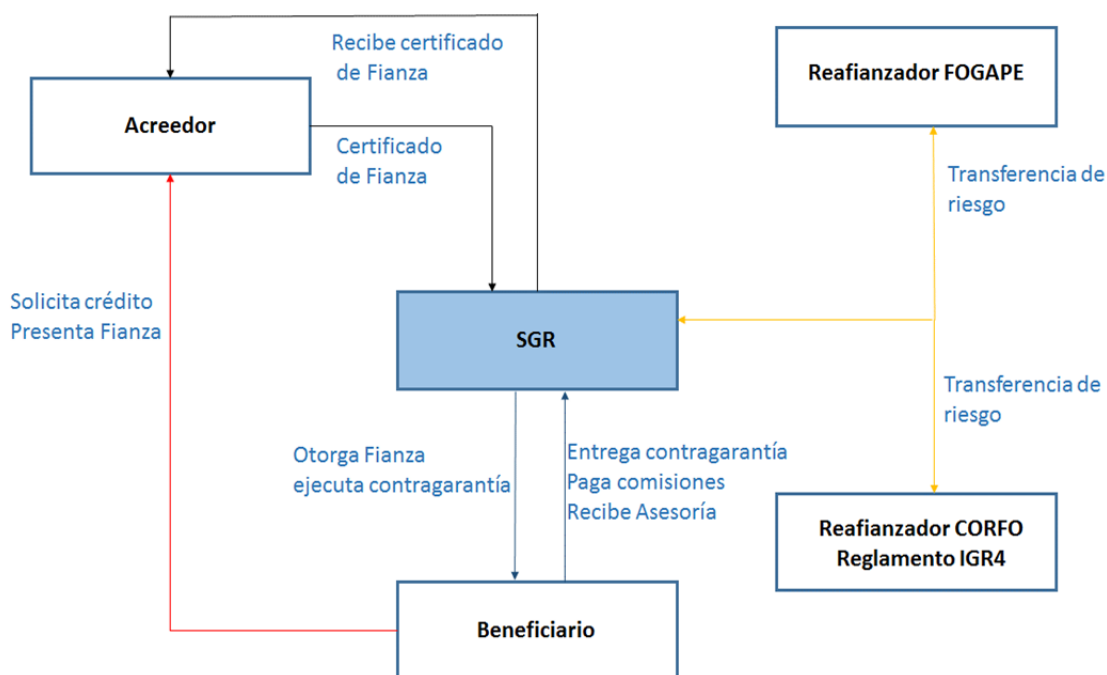 Recibe certificado
de Fianza
Reafianzador FOGAPE
Acreedor
Certificado
de Fianza
Transferencia de
riesgo
Solicita crédito
Presenta Fianza
SGR
Transferencia de
riesgo
Otorga Fianza
ejecuta contragarantía
Entrega contragarantía
Paga comisiones
Recibe Asesoría
Reafianzador CORFO
Reglamento IGR4
Beneficiario